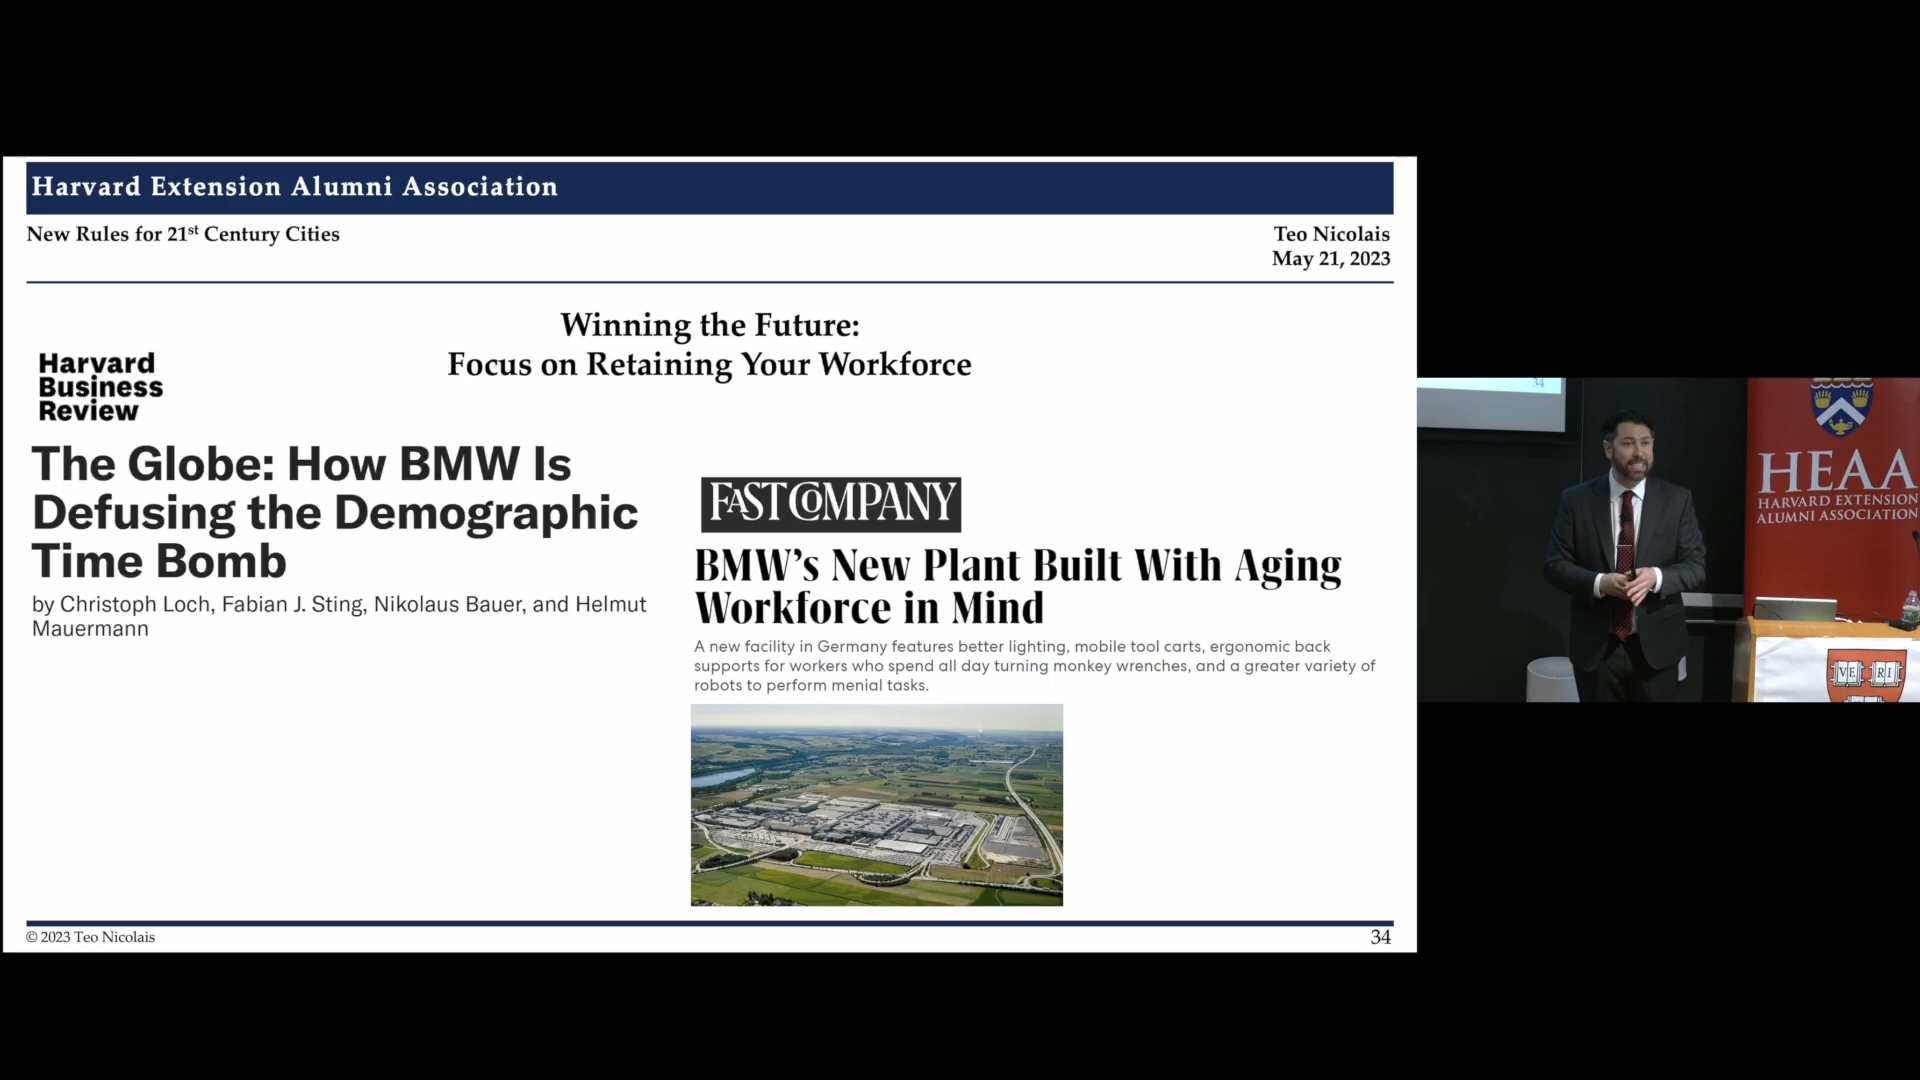 Harvard Extension Alumni Association
New Rules for 21st Century Cities
Teo Nicolais
May 21, 2023
Winning the Future:
Focus on Retaining Your Workforce
Harvard
Business
Review
The Globe: How BMW Is
Defusing the Demographic
Time Bomb
by Christoph Loch, Fabian J. Sting, Nikolaus Bauer, and Helmut
Mauermann
FAST COMPANY
BMW's New Plant Built With Aging
Workforce in Mind
A new facility in Germany features better lighting, mobile tool carts, ergonomic back
supports for workers who spend all day turning monkey wrenches, and a greater variety of
robots to perform menial tasks.
© 2023 Teo Nicolais
34
34
HEAA
HARVARD EXTENSION
ALUMNI ASSOCIATION
VE RI